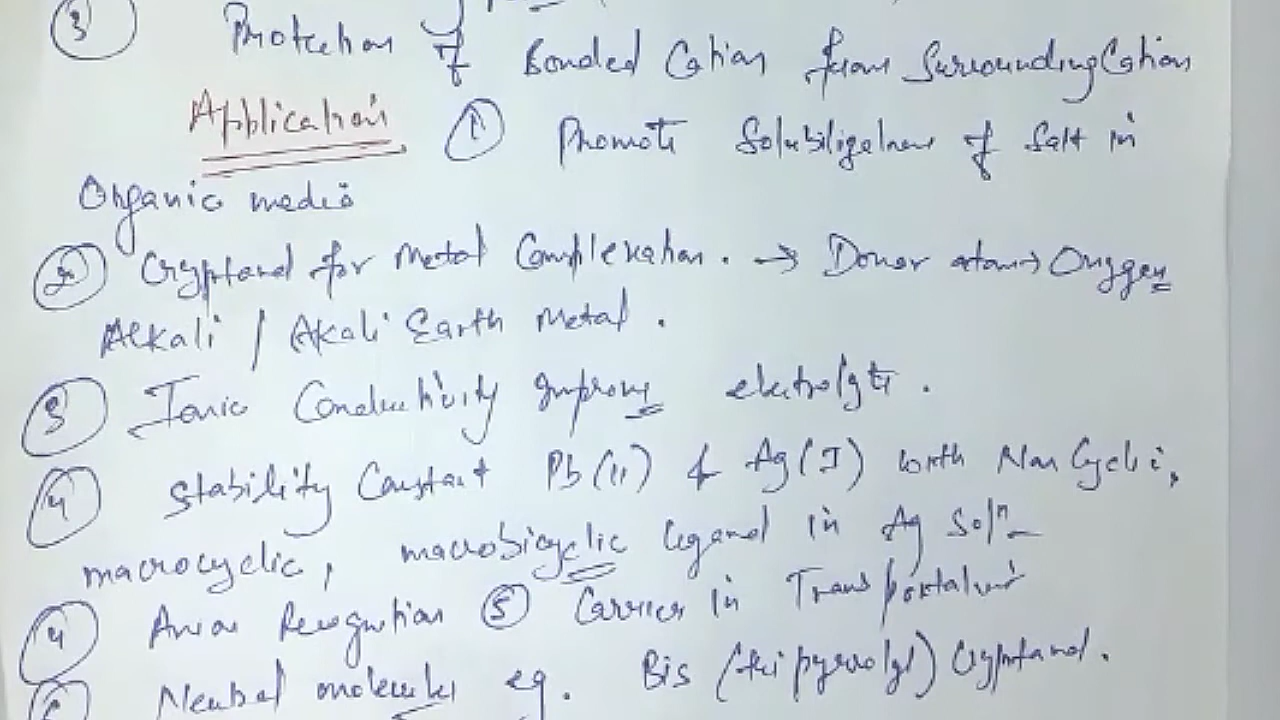 3 Protection of Bonded Cation from Surrounding Cation
Application 1 Promote Solubilization of Salt in
Organic media
2 Cryptand for Metal Complexation. → Donor atom → Oxygen
Alkali / Akali Earth Metal.
3 Ionic Conductivity Improve electrolyte.
4 Stability Constant Pb(II) & Ag(I) with Non Cyclic,
macrocyclic, macrobicyclic ligand in Aq Solⁿ
4 Anion Recognition 5 Carrier in Transportation
Neutral molecules eg. Bis (tripyrrolyl) Cryptand.